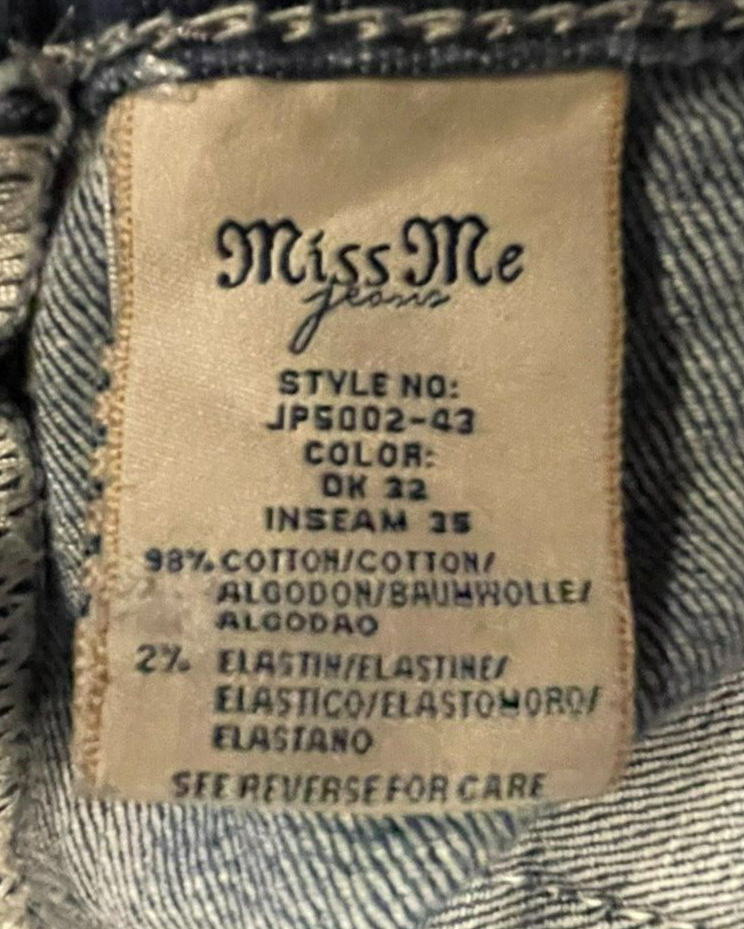 Miss Me
jeans
STYLE NO:
JP5002-43
COLOR:
DK 32
INSEAM 35
98% COTTON/COTTON/
ALGODON/BAUMWOLLE/
ALGODAO
2% ELASTIN/ELASTINE/
ELASTICO/ELASTOMORO/
ELASTANO
SEE REVERSE FOR CARE